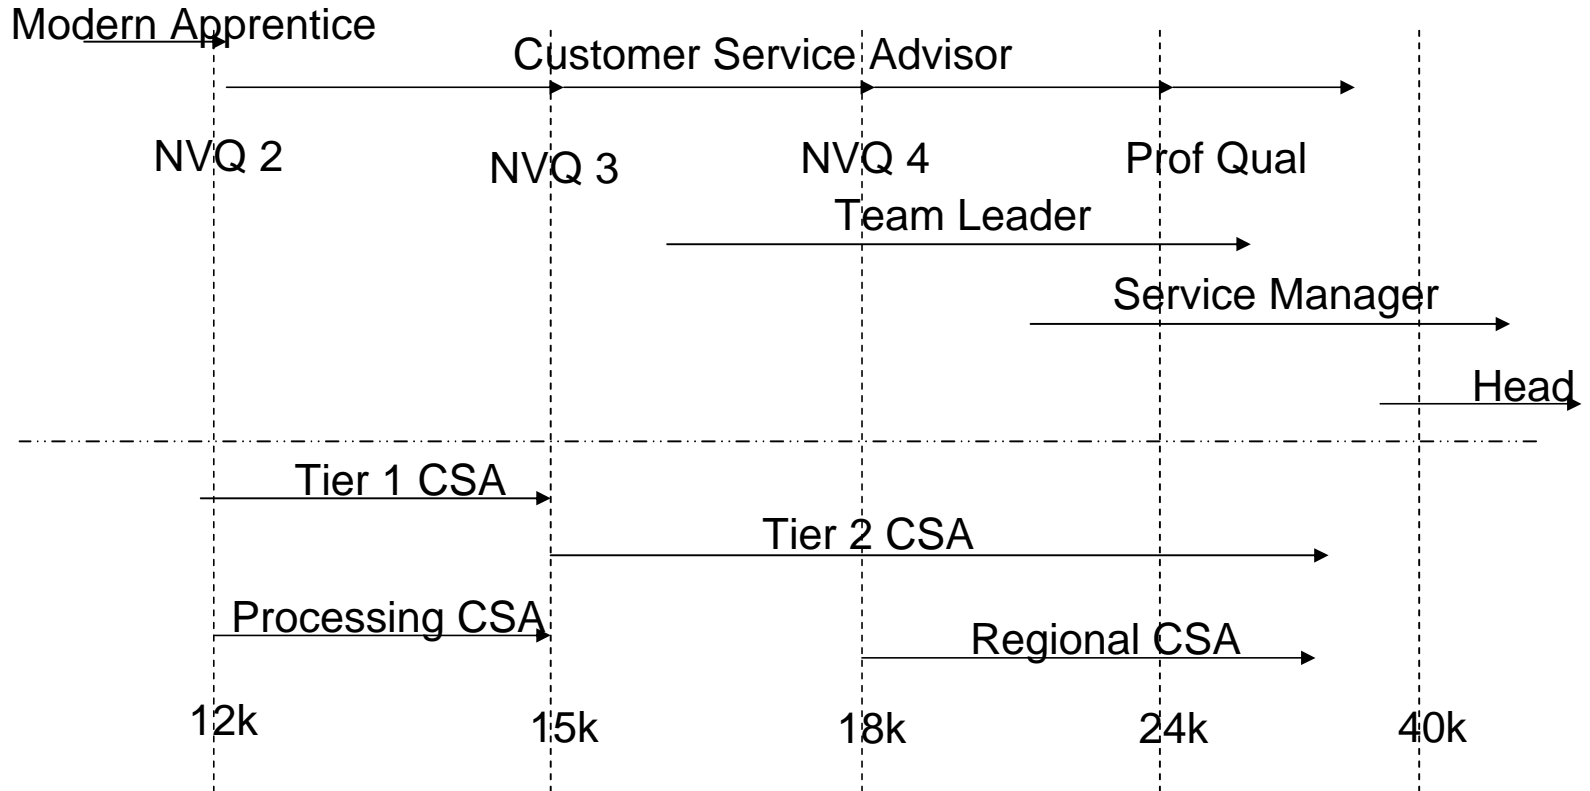 Modern Apprentice
Customer Service Advisor
NVQ 2
NVQ 3
NVQ 4
Prof Qual
Team Leader
Service Manager
Head
Tier 1 CSA
Tier 2 CSA
Processing CSA
Regional CSA
12k
15k
18k
24k
40k